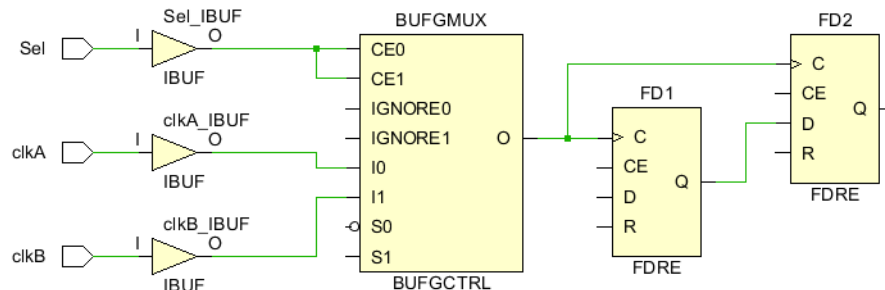 Sel
I
Sel_IBUF
O
IBUF
clkA
I
clkA_IBUF
O
IBUF
clkB
I
clkB_IBUF
O
IBUF
BUFGMUX
CE0
CE1
IGNORE0
IGNORE1
I0
I1
S0
S1
O
BUFGCTRL
FD1
C
CE
D
R
Q
FDRE
FD2
C
CE
D
R
Q
FDRE